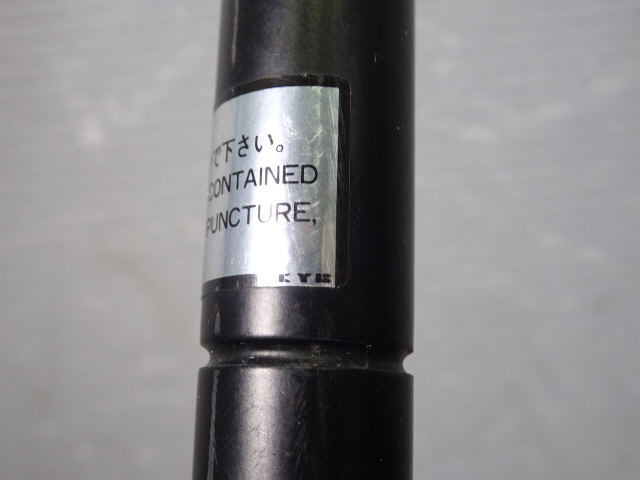 で下さい。
CONTAINED
PUNCTURE,
KYB